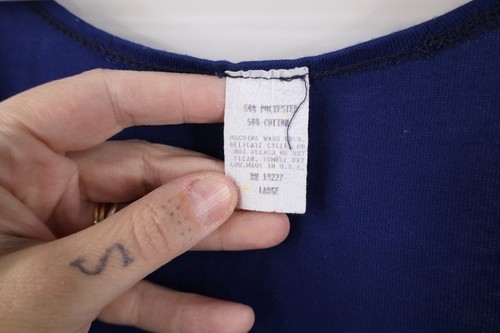 50% POLYESTER
50% COTTON
MACHINE WASH ONLY.
DELICATE CYCLE. DO
NOT BLEACH. NO DRY
CLEAN. TUMBLE DRY
LOW. MADE IN U.S.A.
RN 19227
LARGE
S